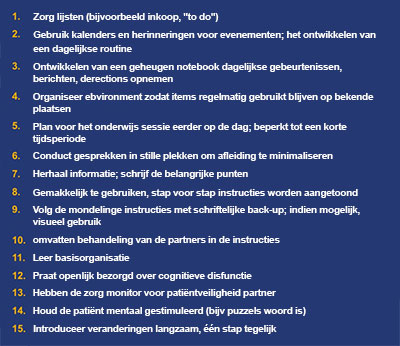 1. Zorg lijsten (bijvoorbeeld inkoop, "to do")
2. Gebruik kalenders en herinneringen voor evenementen; het ontwikkelen van
een dagelijkse routine
3. Ontwikkelen van een geheugen notebook dagelijkse gebeurtenissen,
berichten, derections opnemen
4. Organiseer ebvironment zodat items regelmatig gebruikt blijven op bekende
plaatsen
5. Plan voor het onderwijs sessie eerder op de dag; beperkt tot een korte
tijdsperiode
6. Conduct gesprekken in stille plekken om afleiding te minimaliseren
7. Herhaal informatie; schrijf de belangrijke punten
8. Gemakkelijk te gebruiken, stap voor stap instructies worden aangetoond
9. Volg de mondelinge instructies met schriftelijke back-up; indien mogelijk,
visueel gebruik
10. omvatten behandeling van de partners in de instructies
11. Leer basisorganisatie
12. Praat openlijk bezorgd over cognitieve disfunctie
13. Hebben de zorg monitor voor patiëntveiligheid partner
14. Houd de patiënt mentaal gestimuleerd (bijv puzzels woord is)
15. Introduceer veranderingen langzaam, één stap tegelijk